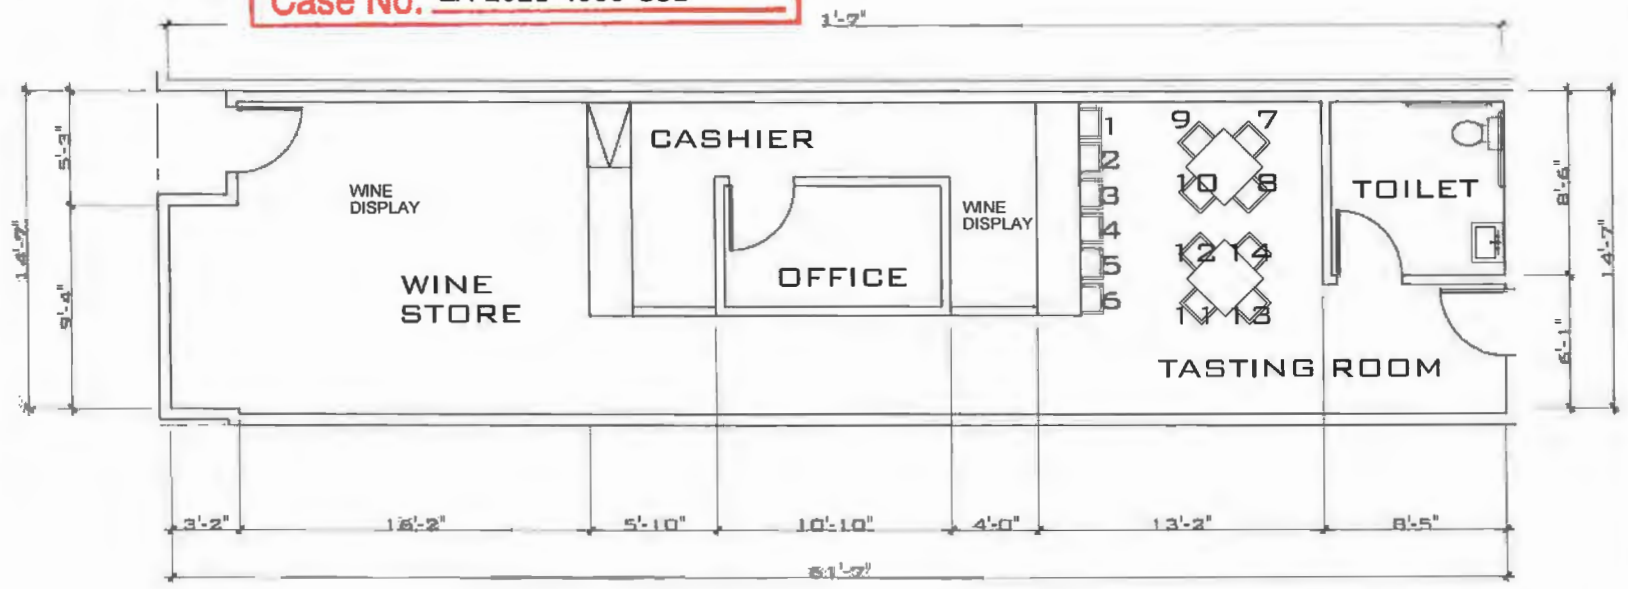 Case No.
1'-7"
5'-3"
14'-7"
9'-4"
WINE
DISPLAY
WINE
STORE
CASHIER
OFFICE
WINE
DISPLAY
1
2
3
4
5
6
9 7
10 8
12 14
11 13
TOILET
TASTING ROOM
8'-6"
14'-7"
6'-1"
3'-2" 16'-2" 5'-10" 10'-10" 4'-0" 13'-2" 8'-5"
61'-7"